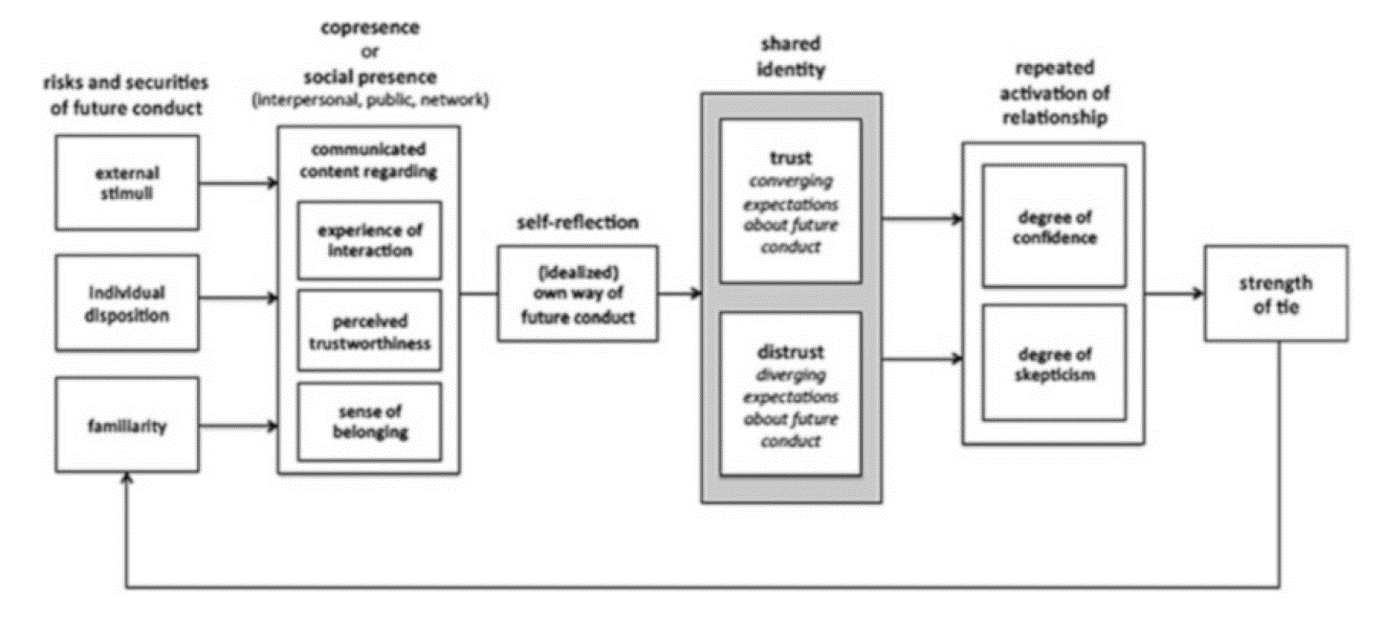 risks and securities
of future conduct
external
stimuli
Individual
disposition
familiarity
copresence
or
social presence
(interpersonal, public, network)
communicated
content regarding
experience of
interaction
perceived
trustworthiness
sense of
belonging
self-reflection
(idealized)
own way of
future conduct
shared
identity
trust
converging
expectations
about future
conduct
distrust
diverging
expectations
about future
conduct
repeated
activation of
relationship
degree of
confidence
degree of
skepticism
strength
of tie